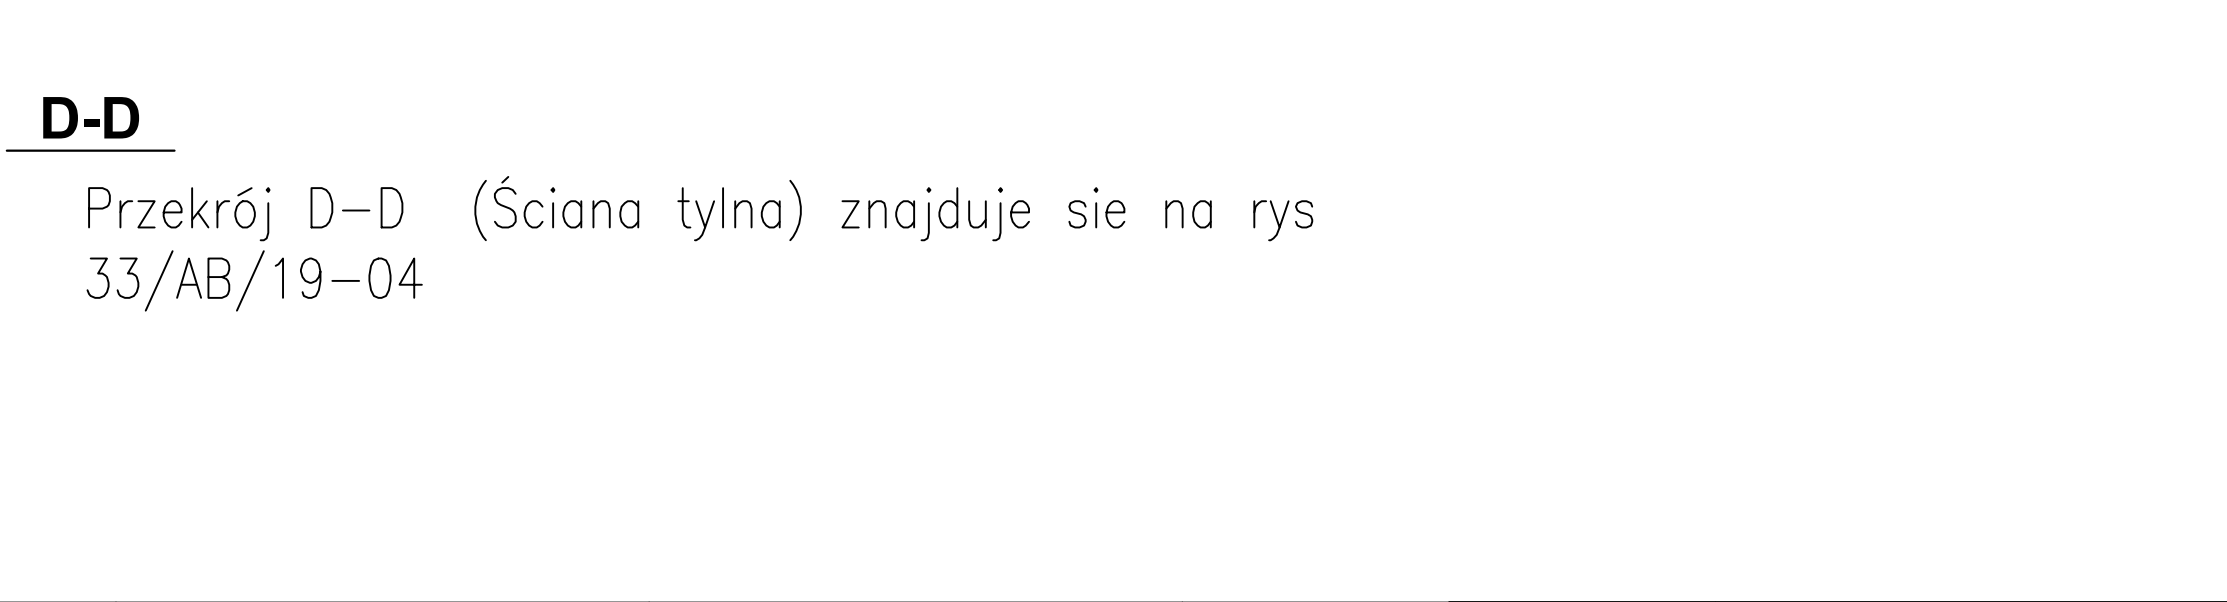 D-D
Przekrój D-D (Ściana tylna) znajduje sie na rys
33/AB/19-04